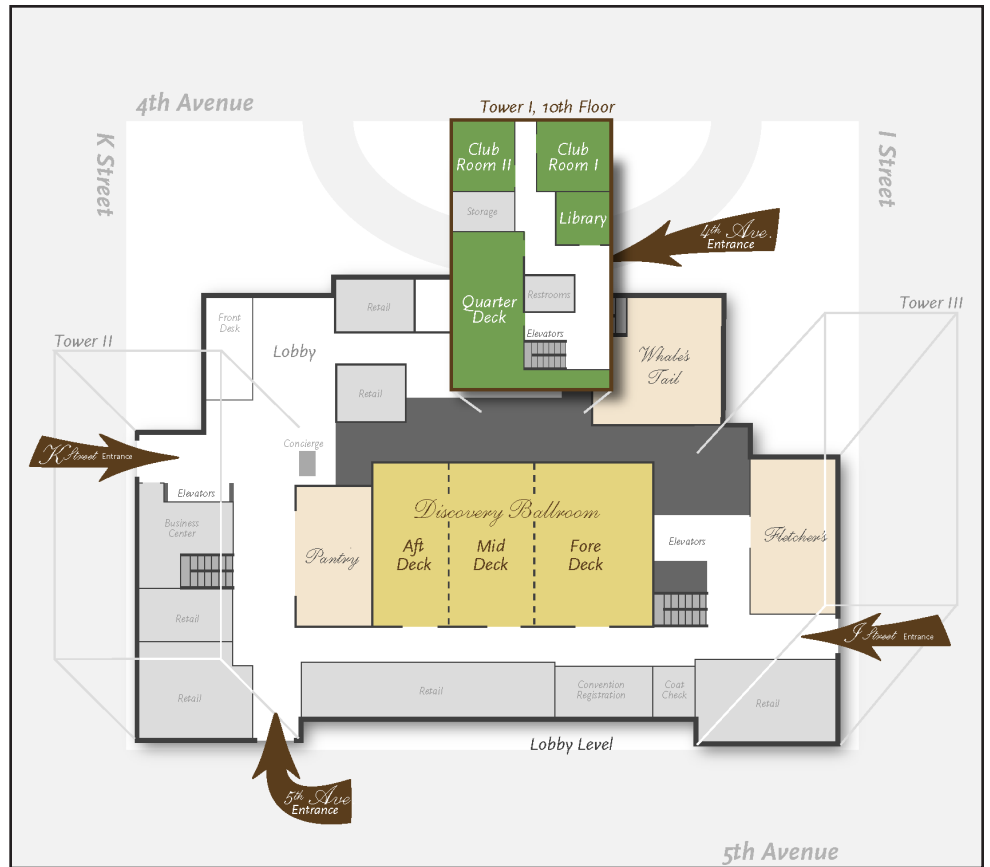 4th Avenue
Tower I, 10th Floor
K Street
I Street
Club
Room II
Club
Room I
Storage
Library
4th Ave.
Entrance
Quarter
Deck
Restrooms
Elevators
Tower III
Retail
Front
Desk
Lobby
Tower II
Whale's
Tail
Retail
Concierge
K Street Entrance
Elevators
Business
Center
Discovery Ballroom
Aft
Deck
Mid
Deck
Fore
Deck
Pantry
Elevators
Fletcher's
Retail
I Street Entrance
Retail
Retail
Convention
Registration
Coat
Check
Retail
Lobby Level
5th Ave
Entrance
5th Avenue